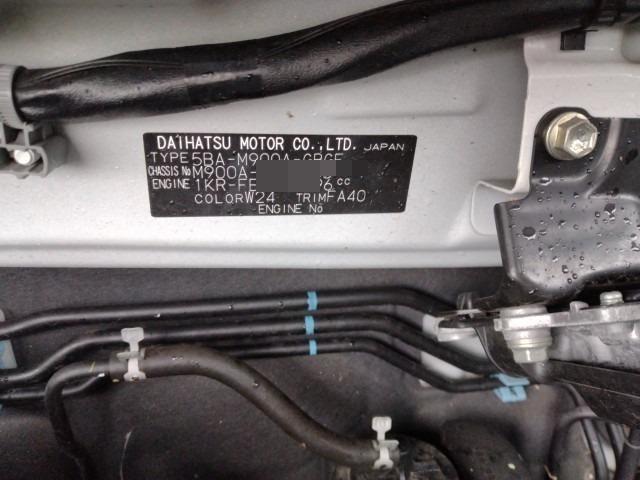 DAIHATSU MOTOR CO.,LTD. JAPAN
TYPE 5BA-M900A-GBGF
CHASSIS No M900A-
ENGINE 1KR-FE 6 cc
COLOR W24 TRIM FA40
ENGINE No